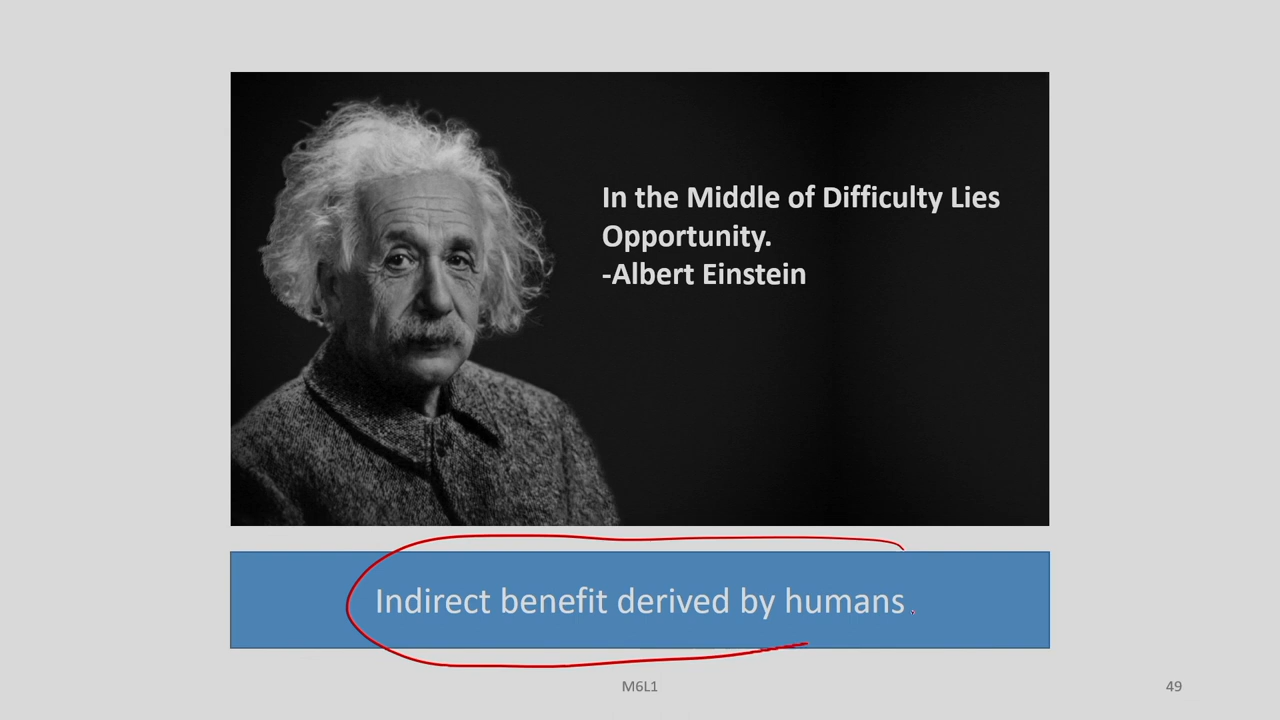 In the Middle of Difficulty Lies
Opportunity.
-Albert Einstein
Indirect benefit derived by humans
M6L1
49